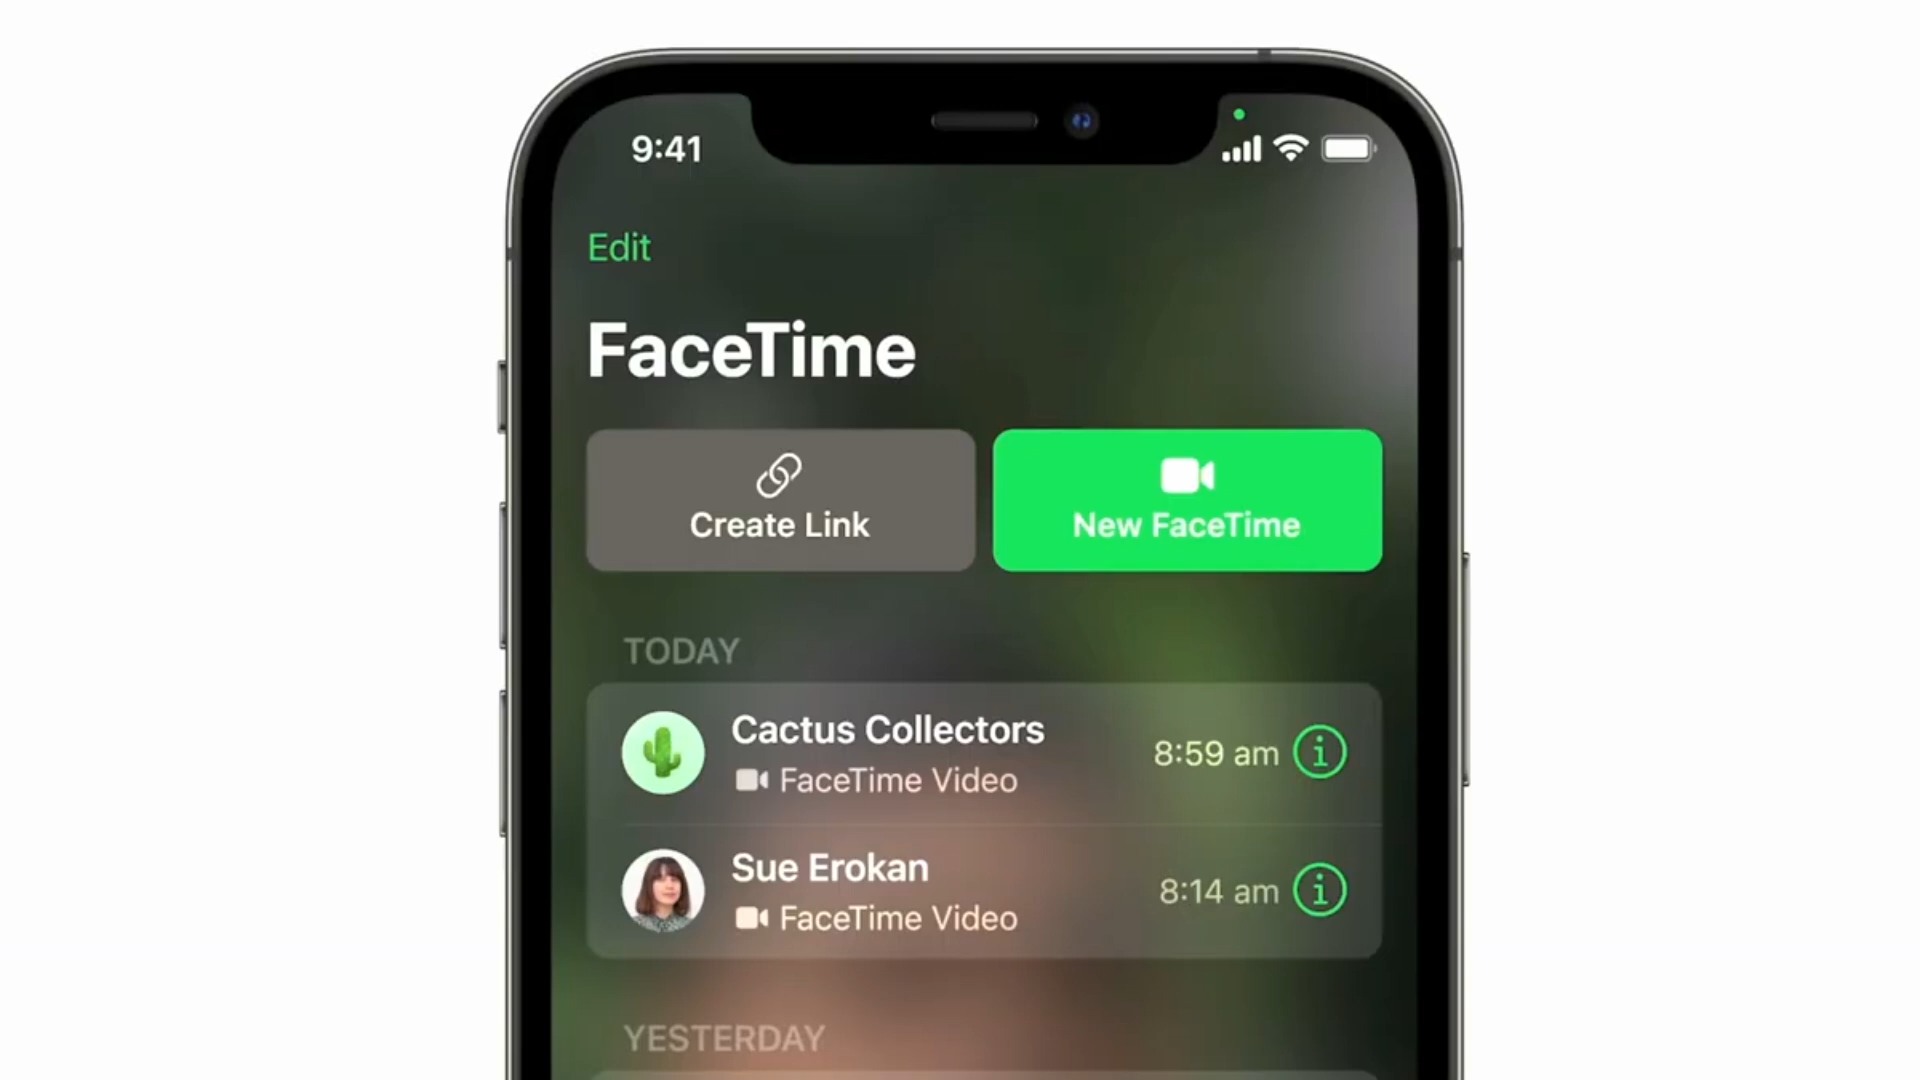 9:41
Edit
FaceTime
Create Link
New FaceTime
TODAY
Cactus Collectors
FaceTime Video
8:59 am
Sue Erokan
FaceTime Video
8:14 am
YESTERDAY